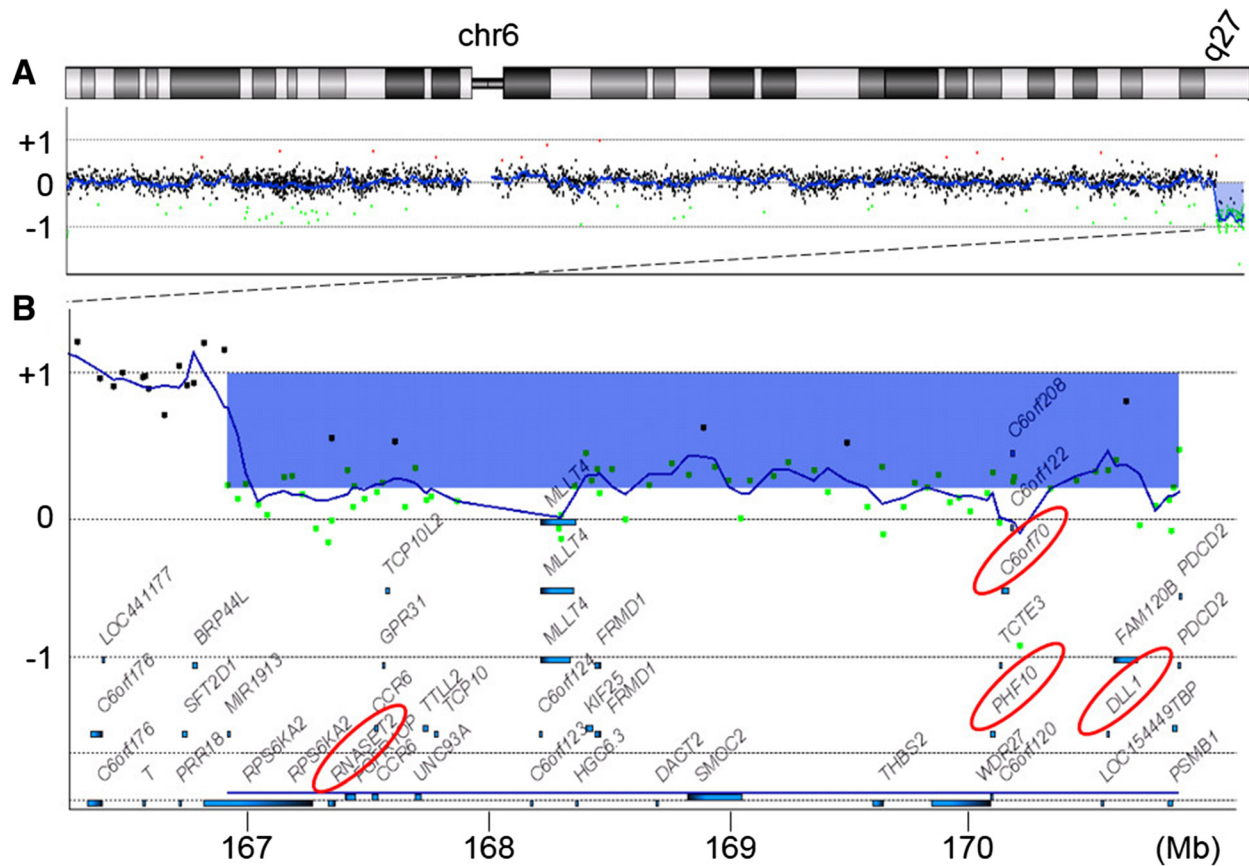 chr6
q27
A
+1
0
-1
B
+1
C6orf208
C6orf122
MLLT4
0
TCP10L2
MLLT4
C6orf70
PDCD2
LOC441177
BRP44L
GPR31
MLLT4
FRMD1
TCTE3
FAM120B
PDCD2
-1
C6orf176
SFT2D1
MIR1913
CCR6
TTLL2
TCP10
C6orf124
KIF25
FRMD1
PHF10
DLL1
LOC154449
TBP
C6orf176
T
PRR18
RPS6KA2
RPS6KA2
RNASET2
FGFR1OP
CCR6
UNC93A
C6orf123
HGC6.3
DACT2
SMOC2
THBS2
WDR27
C6orf120
PSMB1
167
168
169
170
(Mb)